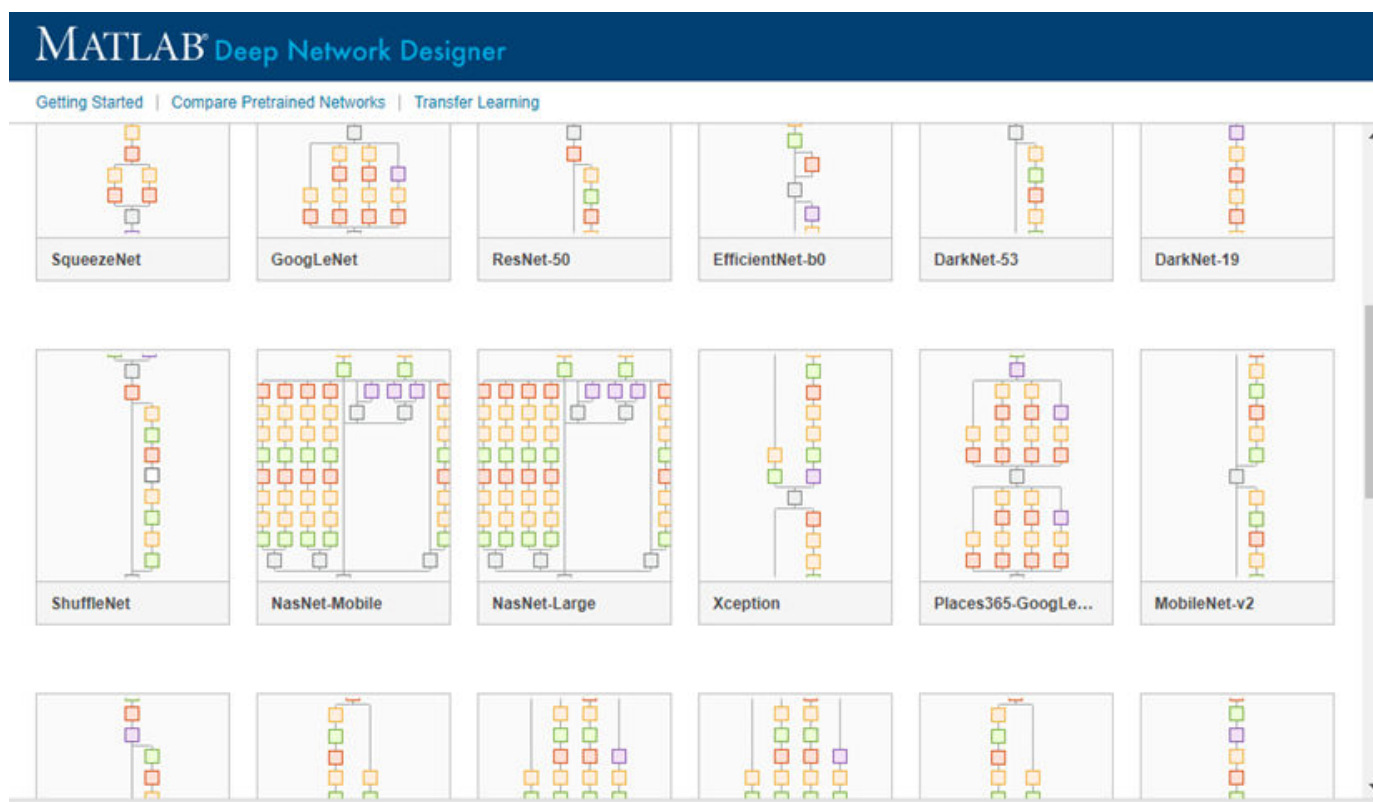 MATLAB® Deep Network Designer
Getting Started | Compare Pretrained Networks | Transfer Learning
SqueezeNet
GoogLeNet
ResNet-50
EfficientNet-b0
DarkNet-53
DarkNet-19
ShuffleNet
NasNet-Mobile
NasNet-Large
Xception
Places365-GoogLe...
MobileNet-v2